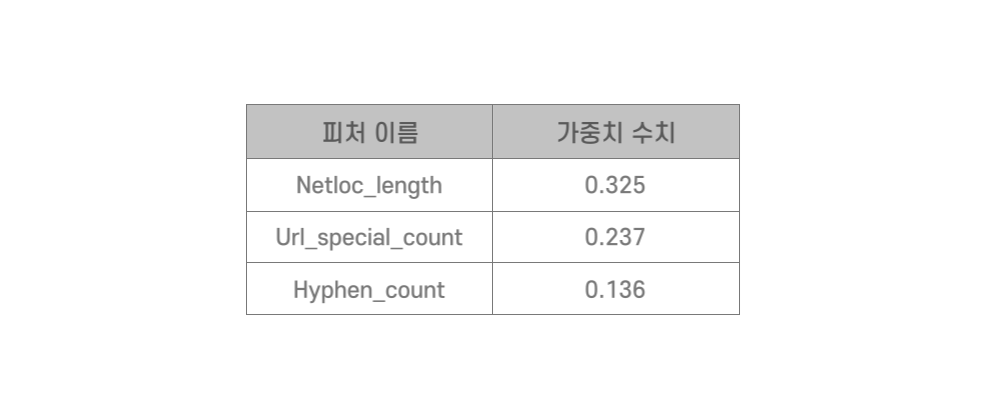 피처 이름 가중치 수치
Netloc_length 0.325
Url_special_count 0.237
Hyphen_count 0.136